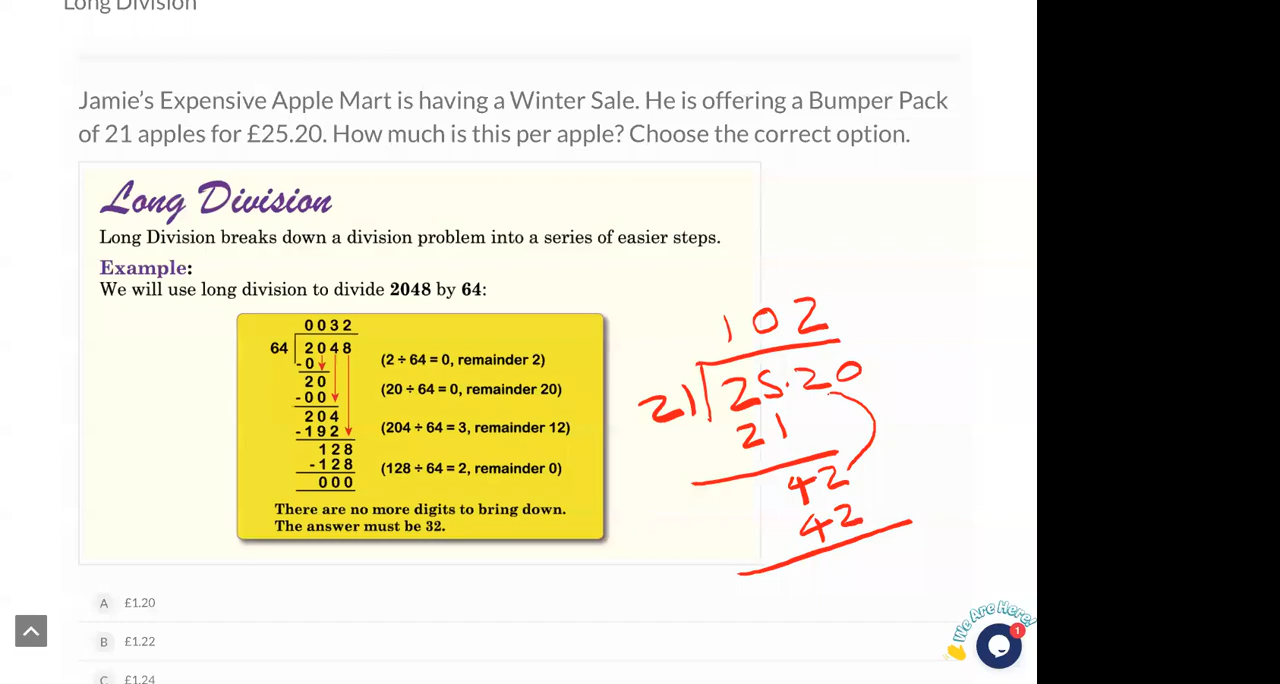 Long Division
Jamie's Expensive Apple Mart is having a Winter Sale. He is offering a Bumper Pack
of 21 apples for £25.20. How much is this per apple? Choose the correct option.
Long Division
Long Division breaks down a division problem into a series of easier steps.
Example:
We will use long division to divide 2048 by 64:
0032
64 2048
-0
20
-00
204
-192
128
-128
000
(2 ÷ 64 = 0, remainder 2)
(20 ÷ 64 = 0, remainder 20)
(204 ÷ 64 = 3, remainder 12)
(128 ÷ 64 = 2, remainder 0)
There are no more digits to bring down.
The answer must be 32.
102
21 25.20
21
42
42
A £1.20
B £1.22
C £1.24
We Are Here!
1